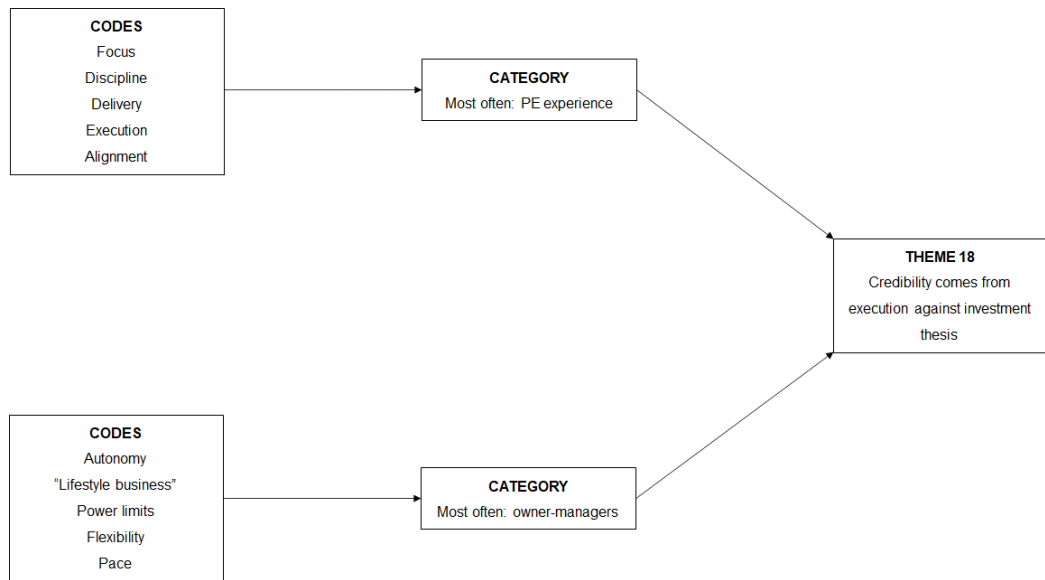 CODES
Focus
Discipline
Delivery
Execution
Alignment
CATEGORY
Most often: PE experience
THEME 18
Credibility comes from
execution against investment
thesis
CODES
Autonomy
“Lifestyle business”
Power limits
Flexibility
Pace
CATEGORY
Most often: owner-managers